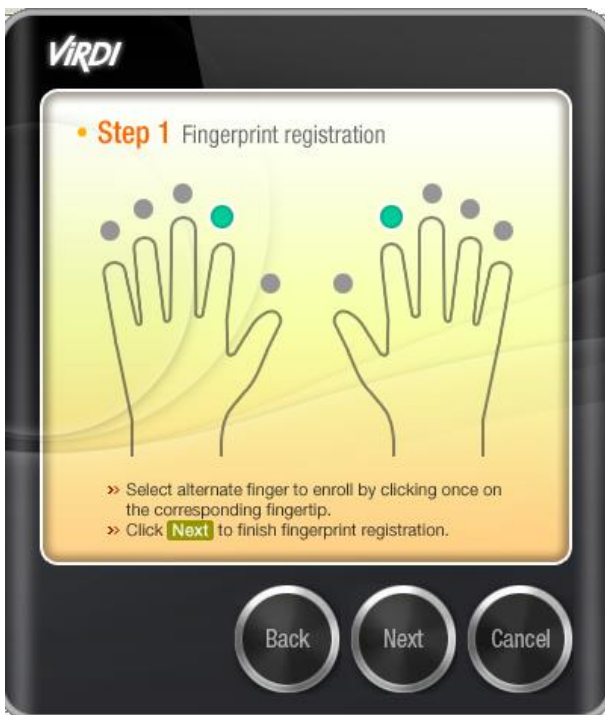 ViRDI
• Step 1 Fingerprint registration
» Select alternate finger to enroll by clicking once on
the corresponding fingertip.
» Click Next to finish fingerprint registration.
Back Next Cancel